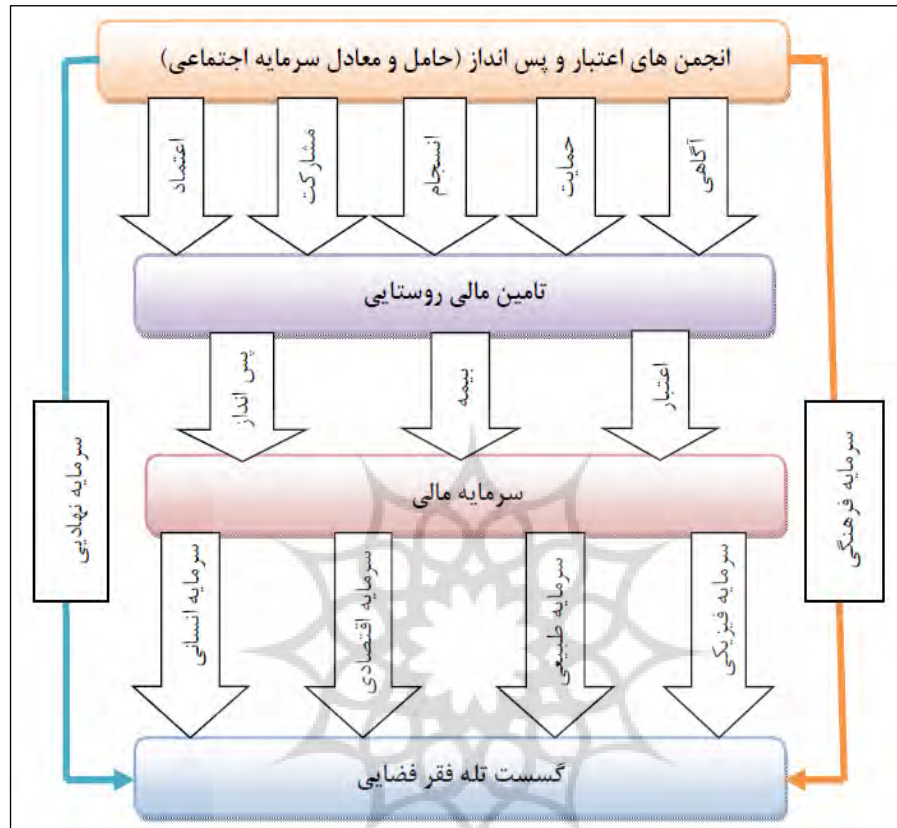 انجمن های اعتبار و پس انداز (حامل و معادل سرمایه اجتماعی)
آگاهی
حمایت
انسجام
مشارکت
اعتماد
تامین مالی روستایی
اعتبار
بیمه
پس انداز
سرمایه فرهنگی
سرمایه نهادیی
سرمایه مالی
سرمایه فیزیکی
سرمایه طبیعی
سرمایه اقتصادی
سرمایه انسانی
گسست تله فقر فضایی